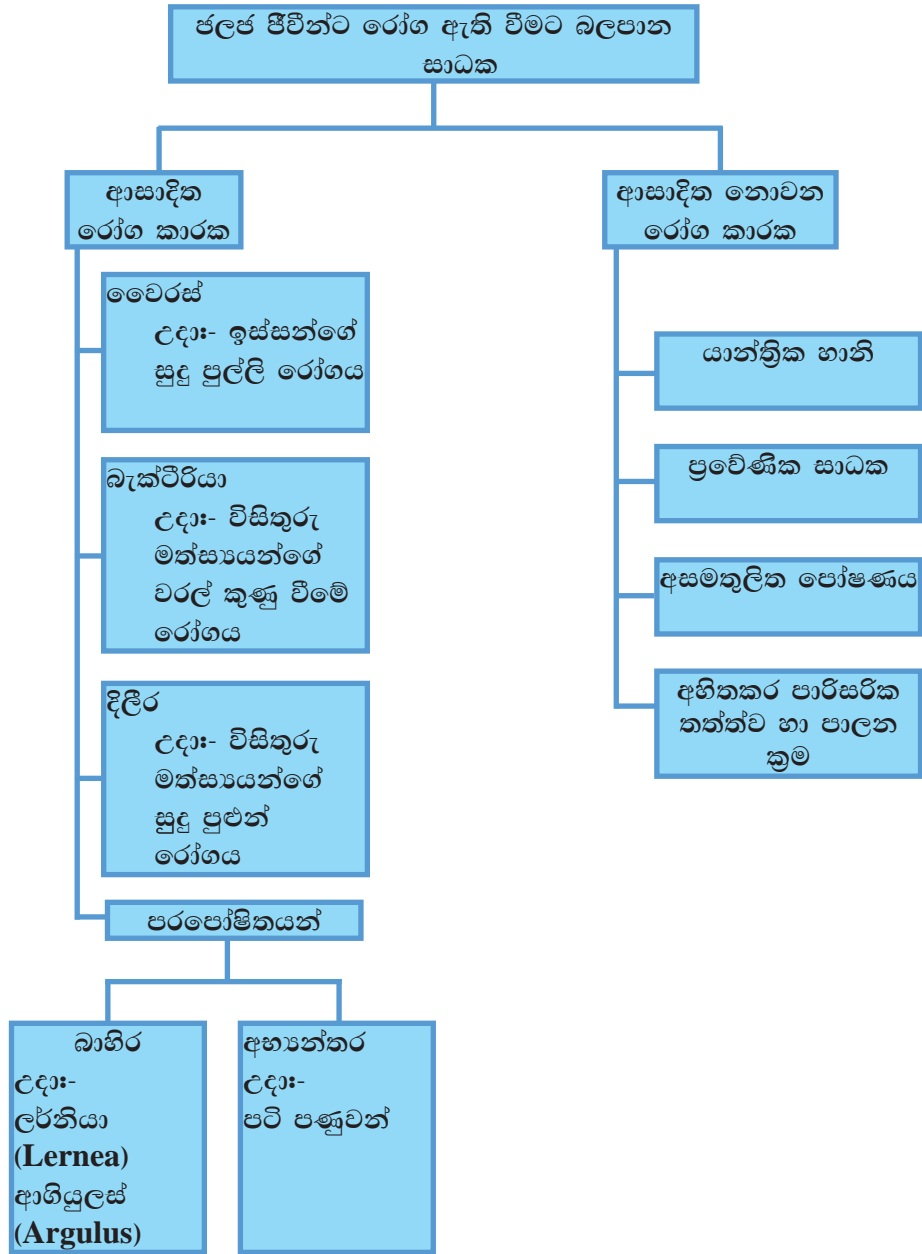 ජලජ ජීවීන්ට රෝග ඇති වීමට බලපාන
සාධක
ආසාදිත
රෝග කාරක
වෛරස්
උදාः- ඉස්සන්ගේ
සුදු පුල්ලි රෝගය
බැක්ටීරියා
උදාः- විසිතුරු
මත්ස්‍යයන්ගේ
වරල් කුණු වීමේ
රෝගය
දිලීර
උදාः- විසිතුරු
මත්ස්‍යයන්ගේ
සුදු පුළුන්
රෝගය
පරපෝෂිතයන්
බාහිර
උදාः-
ලර්නියා
(Lernea)
ආගියුලස්
(Argulus)
අභ්‍යන්තර
උදාः-
පටි පණුවන්
ආසාදිත නොවන
රෝග කාරක
යාන්ත්‍රික හානි
ප්‍රවේණික සාධක
අසමතුලිත පෝෂණය
අහිතකර පාරිසරික
තත්ත්ව හා පාලන
ක්‍රම